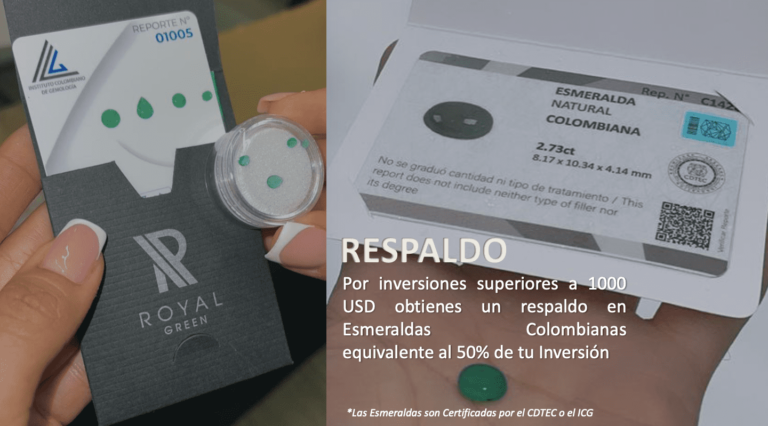 REPORTE N°
01005
INSTITUTO COLOMBIANO
DE GEMOLOGÍA
ROYAL
GREEN
Rep. N° C142
ESMERALDA
NATURAL
COLOMBIANA
2.73ct
8.17 x 10.34 x 4.14 mm
No se graduó cantidad ni tipo de tratamiento / This
report does not include neither type of filler nor
its degree
CDTEC
RESPALDO
Por inversiones superiores a 1000
USD obtienes un respaldo en
Esmeraldas Colombianas
equivalente al 50% de tu Inversión
*Las Esmeraldas son Certificadas por el CDTEC o el ICG